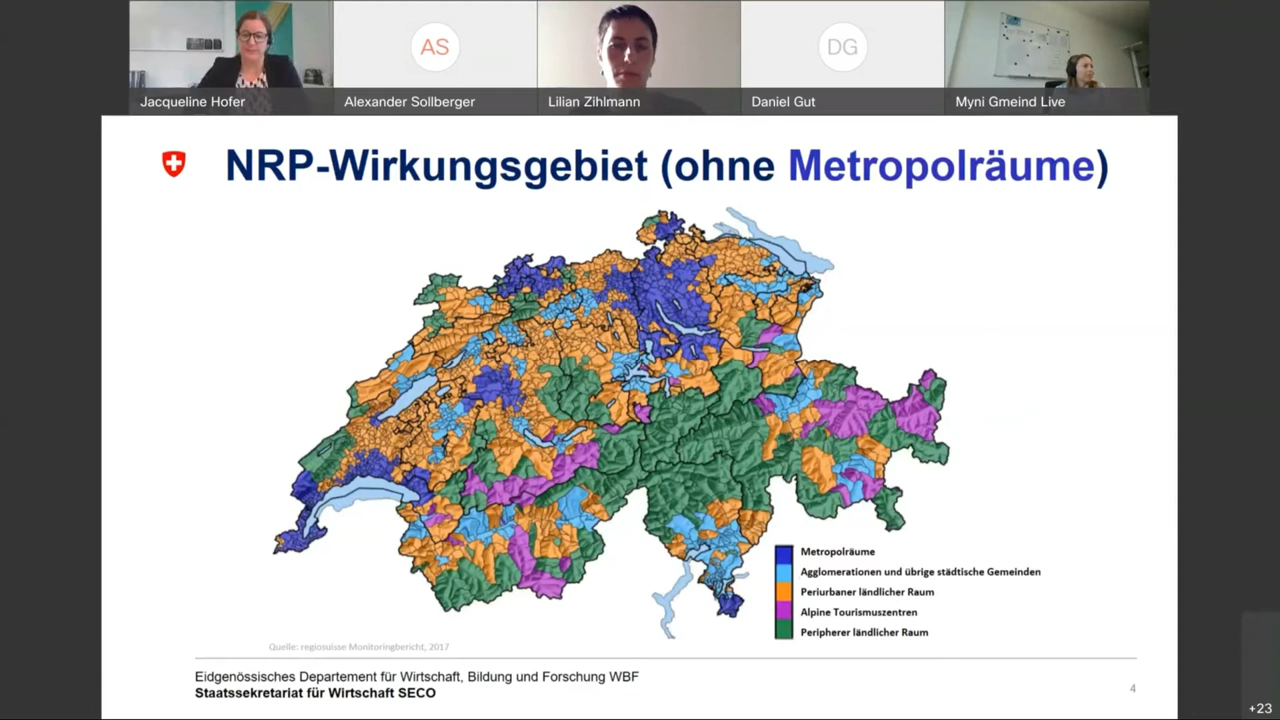 AS
DG
Jacqueline Hofer
Alexander Sollberger
Lilian Zihlmann
Daniel Gut
Myni Gmeind Live
NRP-Wirkungsgebiet (ohne Metropolräume)
Metropolräume
Agglomerationen und übrige städtische Gemeinden
Periurbaner ländlicher Raum
Alpine Tourismuszentren
Peripherer ländlicher Raum
Quelle: regiosuisse Monitoringbericht, 2017
Eidgenössisches Departement für Wirtschaft, Bildung und Forschung WBF
Staatssekretariat für Wirtschaft SECO
4
+23